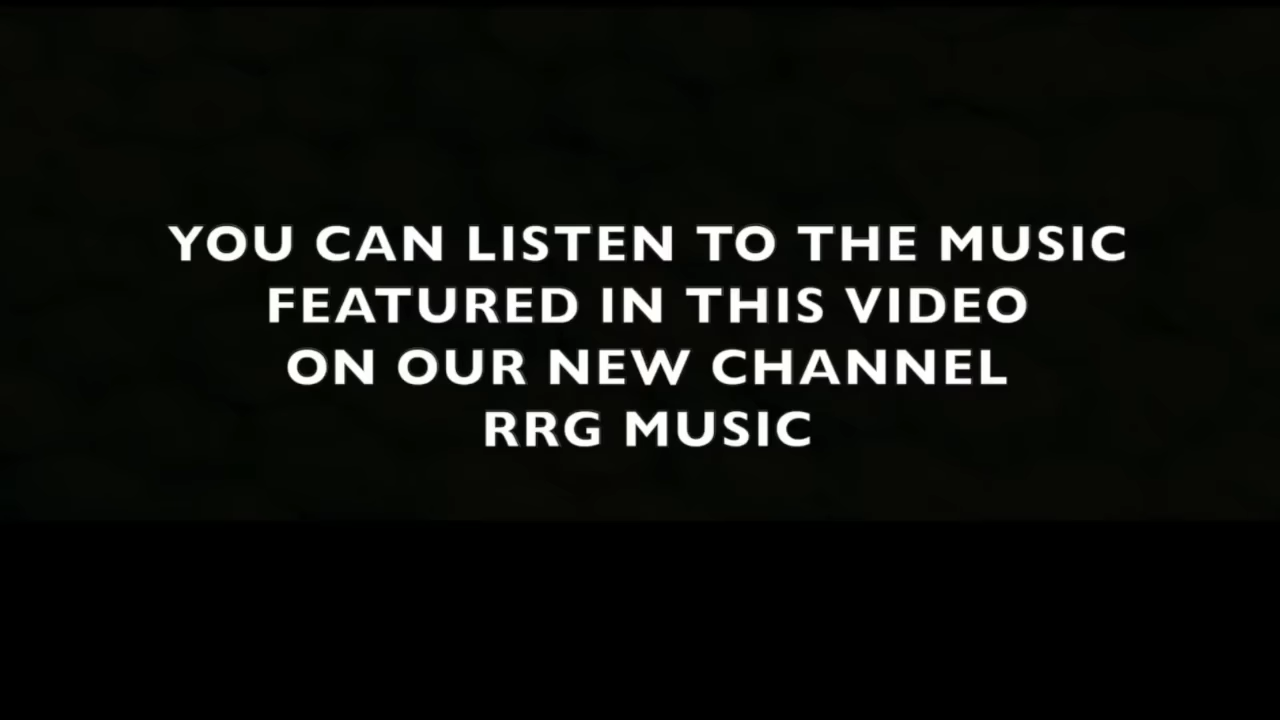 YOU CAN LISTEN TO THE MUSIC
FEATURED IN THIS VIDEO
ON OUR NEW CHANNEL
RRG MUSIC